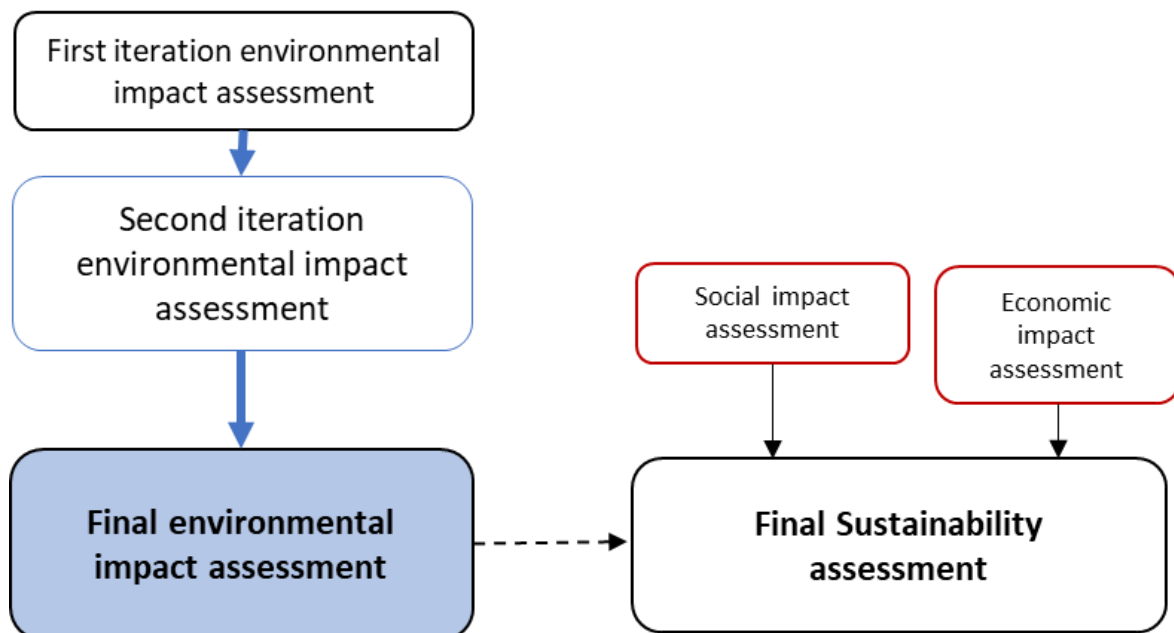 First iteration environmental
impact assessment
Second iteration
environmental impact
assessment
Social impact
assessment
Economic
impact
assessment
Final environmental
impact assessment
Final Sustainability
assessment